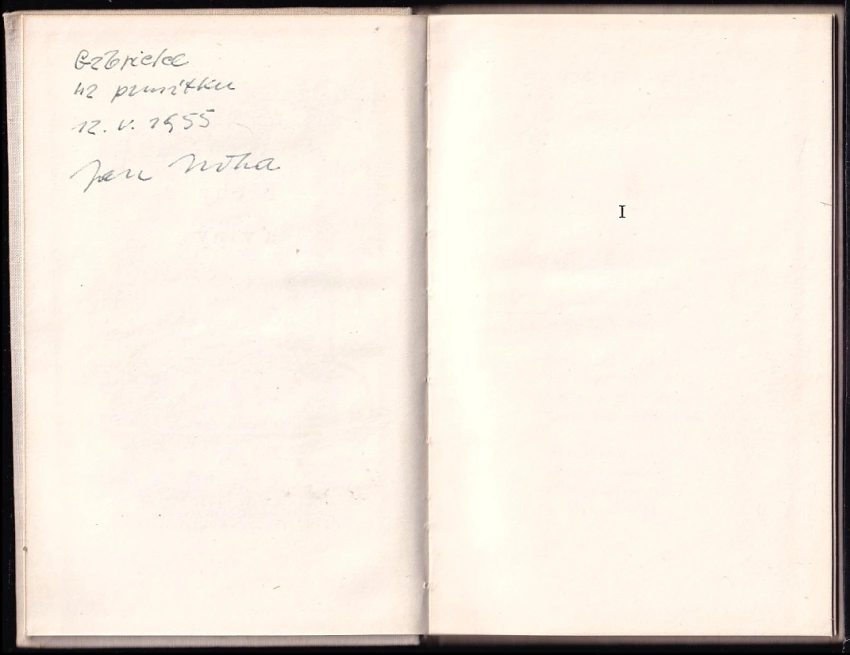 Gabriele
na památku
12. V. 1955
Jan Noha
I